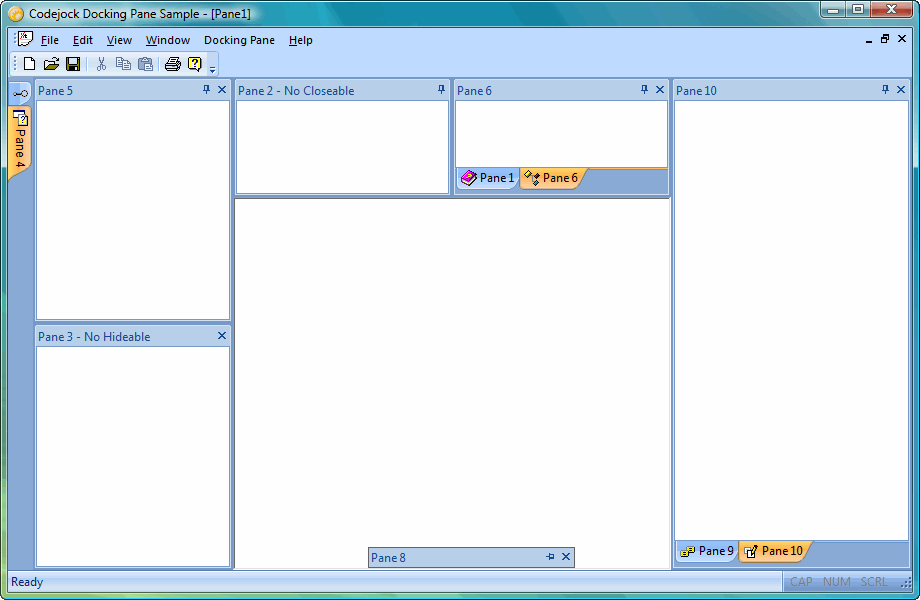 Codejock Docking Pane Sample - [Pane1]
File Edit View Window Docking Pane Help
Pane 5
Pane 2 - No Closeable
Pane 6
Pane 10
Pane 4
Pane 1 Pane 6
Pane 3 - No Hideable
Pane 9 Pane 10
Pane 8
Ready
CAP NUM SCRL